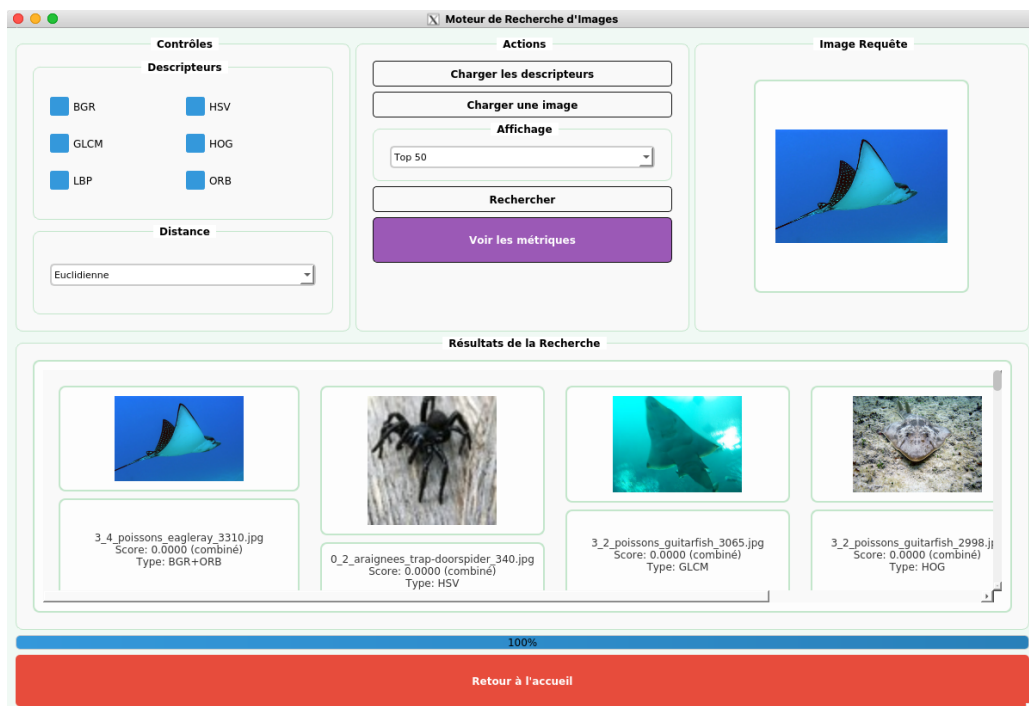 Moteur de Recherche d'Images
Contrôles
Descripteurs
BGR
HSV
GLCM
HOG
LBP
ORB
Distance
Euclidienne
Actions
Charger les descripteurs
Charger une image
Affichage
Top 50
Rechercher
Voir les métriques
Image Requête
Résultats de la Recherche
3_4_poissons_eagleray_3310.jpg
Score: 0.0000 (combiné)
Type: BGR+ORB
0_2_araignees_trap-doorspider_340.jpg
Score: 0.0000 (combiné)
Type: HSV
3_2_poissons_guitarfish_3065.jpg
Score: 0.0000 (combiné)
Type: GLCM
3_2_poissons_guitarfish_2998.jp
Score: 0.0000 (combiné)
Type: HOG
100%
Retour à l'accueil